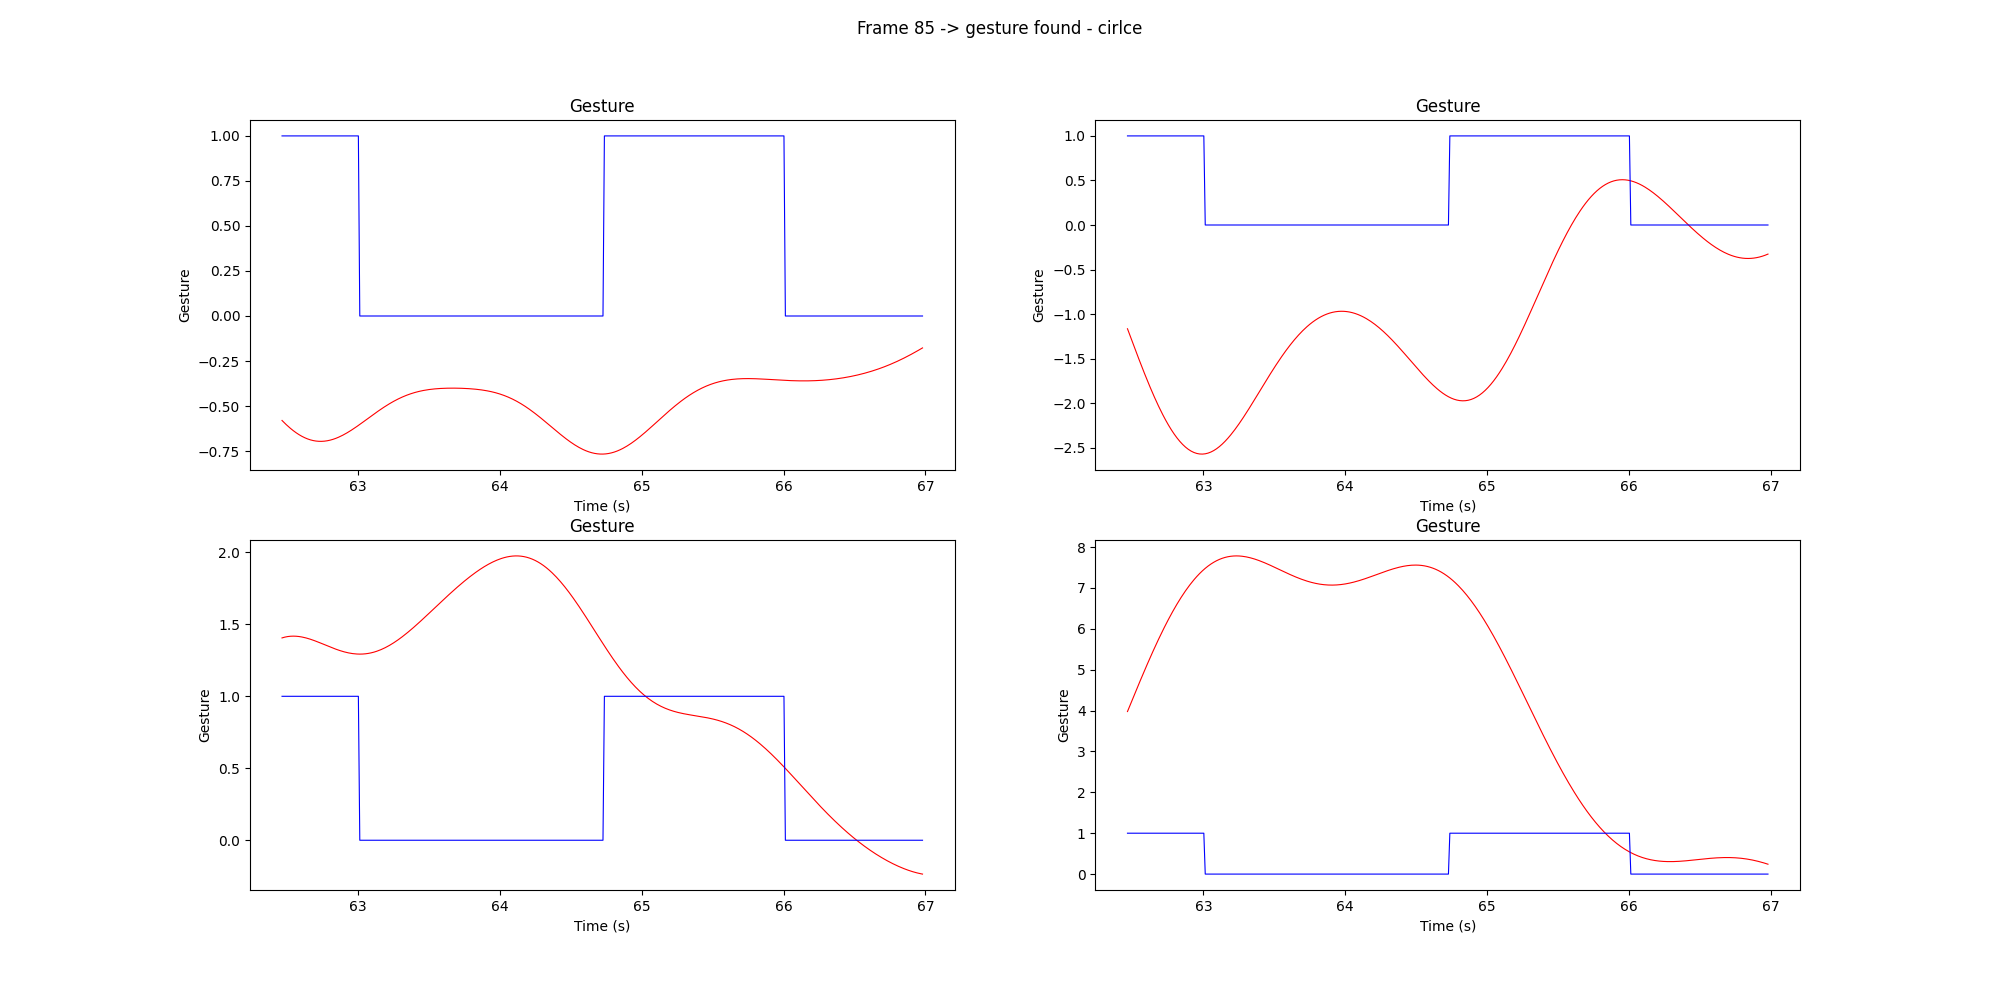 Frame 85 -> gesture found - cirlce
Gesture
1.00
0.75
0.50
0.25
0.00
−0.25
−0.50
−0.75
Gesture
63 64 65 66 67
Time (s)
Gesture
1.0
0.5
0.0
−0.5
−1.0
−1.5
−2.0
−2.5
Gesture
63 64 65 66 67
Time (s)
Gesture
2.0
1.5
1.0
0.5
0.0
Gesture
63 64 65 66 67
Time (s)
Gesture
8
7
6
5
4
3
2
1
0
Gesture
63 64 65 66 67
Time (s)